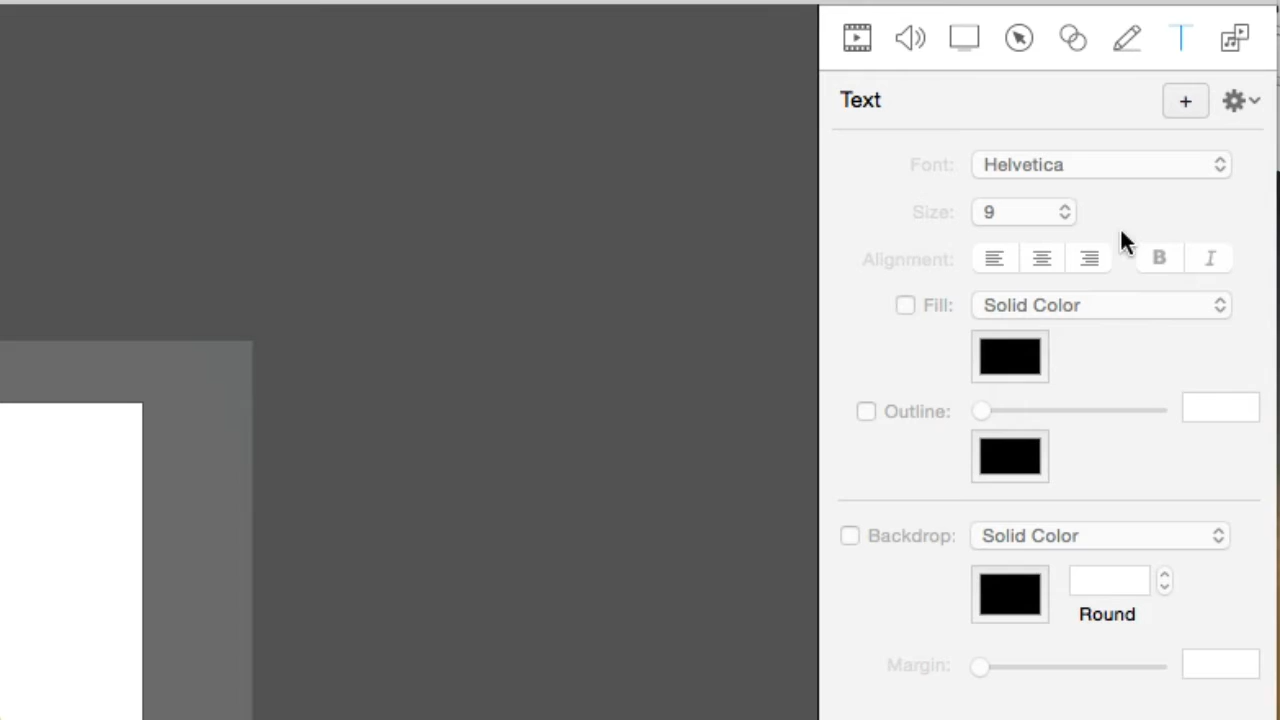 Text +
Font: Helvetica
Size: 9
Alignment: B I
Fill: Solid Color
Outline:
Backdrop: Solid Color
Round
Margin: